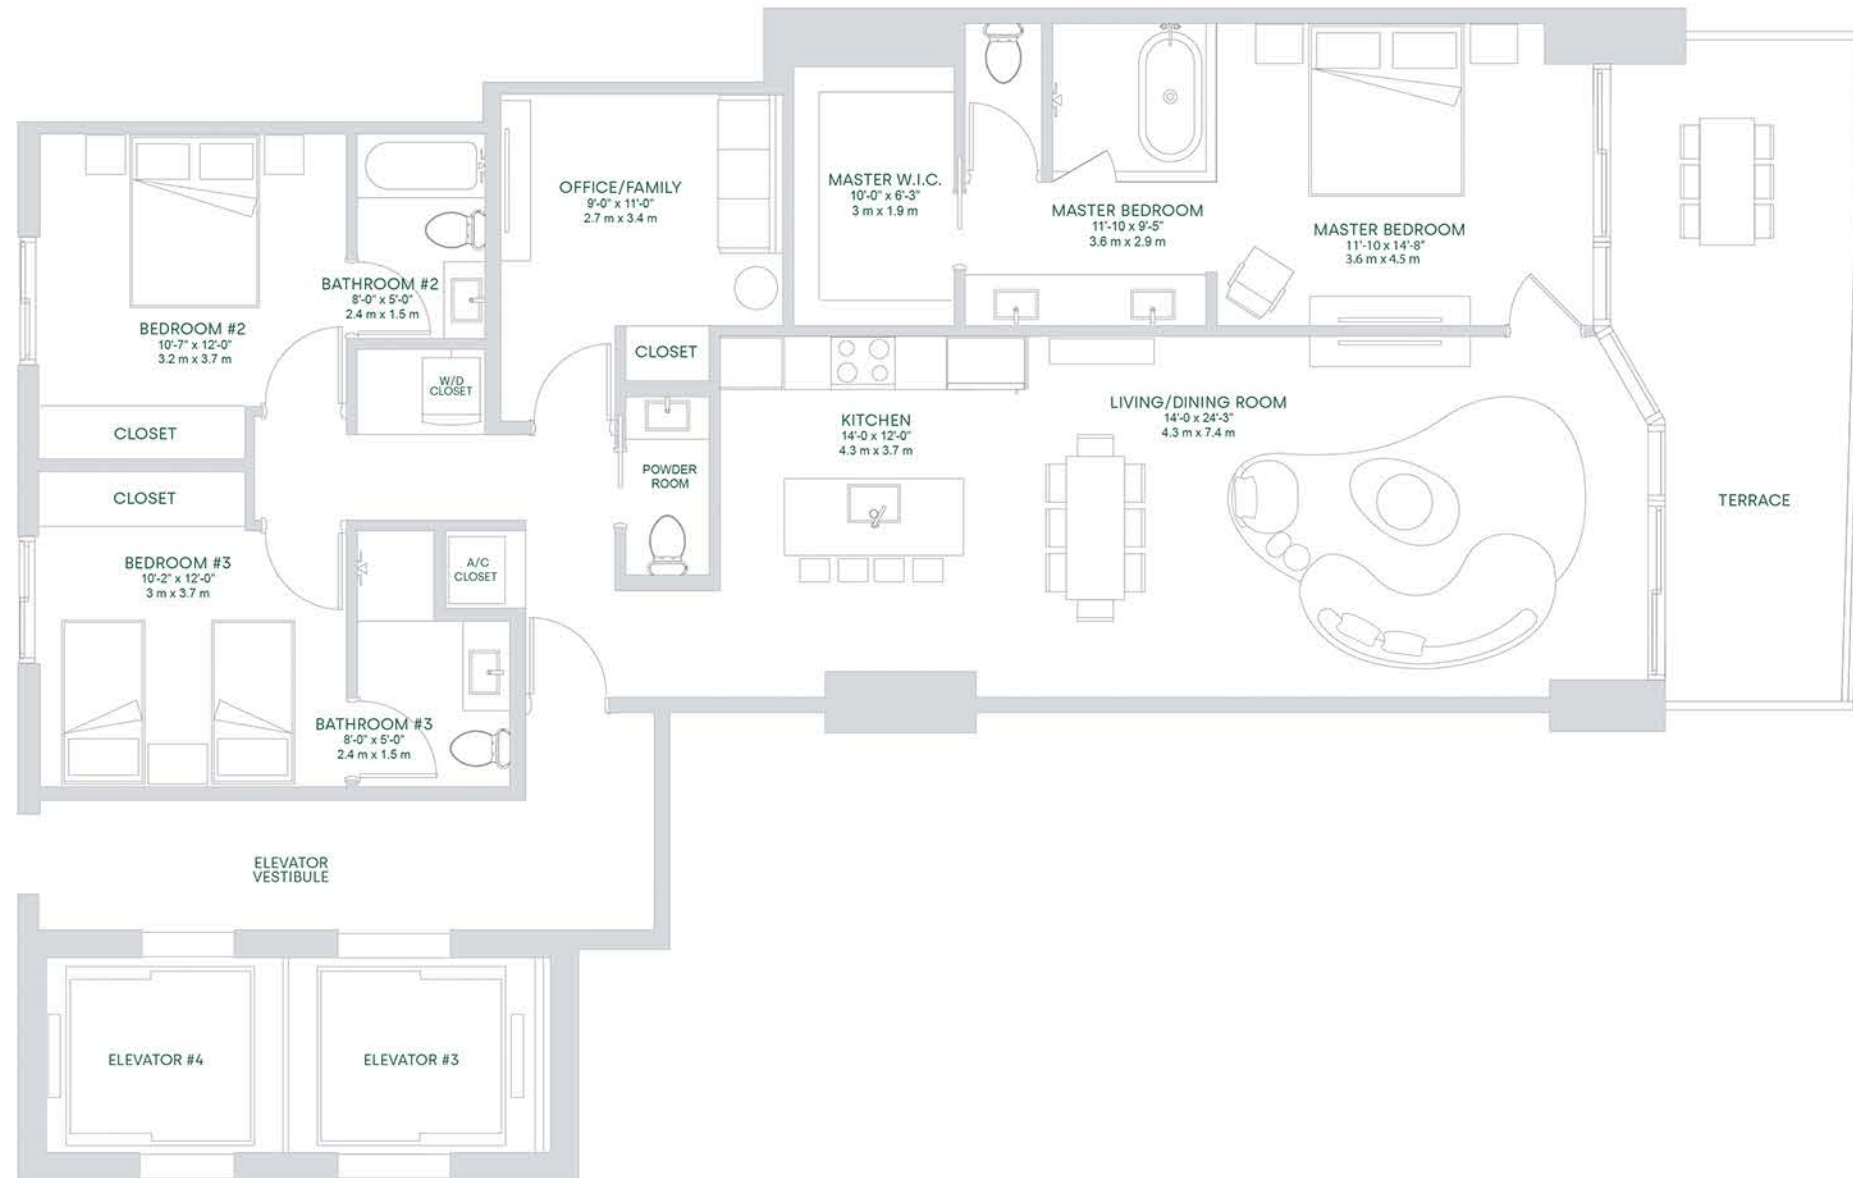 MASTER W.I.C.
10'-0" x 6'-3"
3 m x 1.9 m
OFFICE/FAMILY
9'-0" x 11'-0"
2.7 m x 3.4 m
MASTER BEDROOM
11'-10 x 9'-5"
3.6 m x 2.9 m
MASTER BEDROOM
11'-10 x 14'-8"
3.6 m x 4.5 m
BATHROOM #2
8'-0" x 5'-0"
2.4 m x 1.5 m
BEDROOM #2
10'-7" x 12'-0"
3.2 m x 3.7 m
CLOSET
W/D
CLOSET
CLOSET
KITCHEN
14'-0 x 12'-0"
4.3 m x 3.7 m
LIVING/DINING ROOM
14'-0 x 24'-3"
4.3 m x 7.4 m
POWDER
ROOM
CLOSET
TERRACE
BEDROOM #3
10'-2" x 12'-0"
3 m x 3.7 m
A/C
CLOSET
BATHROOM #3
8'-0" x 5'-0"
2.4 m x 1.5 m
ELEVATOR
VESTIBULE
ELEVATOR #4
ELEVATOR #3